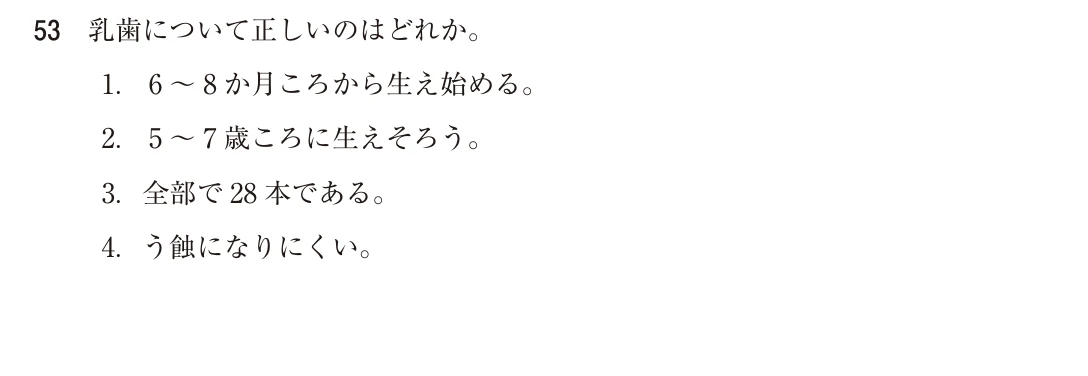 53 乳歯について正しいのはどれか。
1. 6～8か月ころから生え始める。
2. 5～7歳ころに生えそろう。
3. 全部で28本である。
4. う蝕になりにくい。